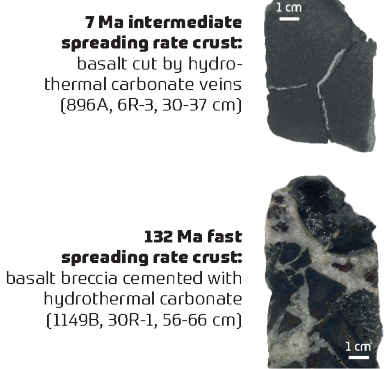 1 cm
7 Ma intermediate
spreading rate crust:
basalt cut by hydro-
thermal carbonate veins
(896A, 6R-3, 30-37 cm)
132 Ma fast
spreading rate crust:
basalt breccia cemented with
hydrothermal carbonate
(1149B, 30R-1, 56-66 cm)
1 cm